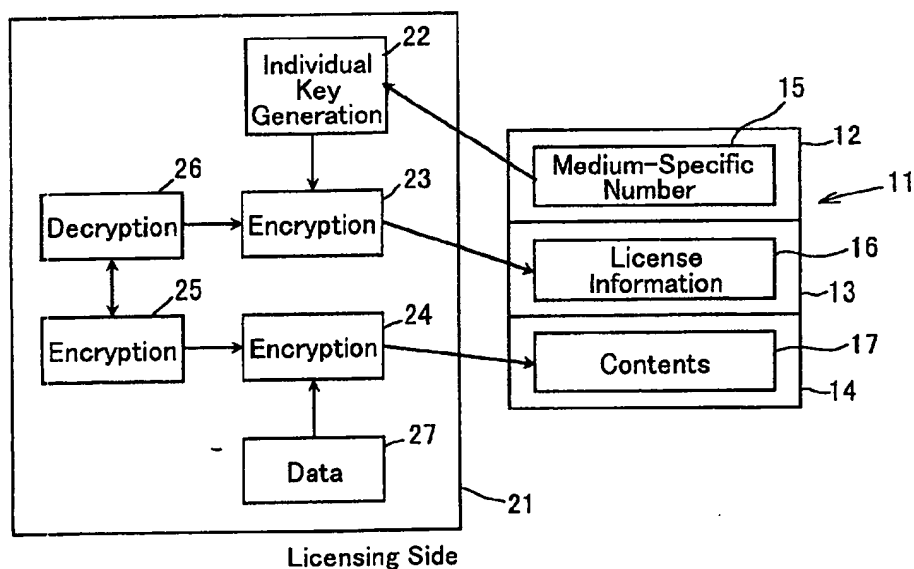 22
Individual
Key
Generation
15
12
Medium-Specific
Number
11
26
23
Decryption
Encryption
16
License
Information
13
25
24
Encryption
Encryption
17
Contents
14
27
Data
21
Licensing Side